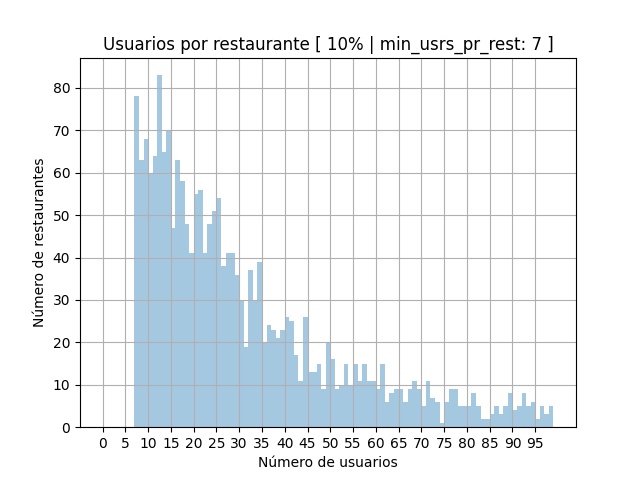 Usuarios por restaurante [ 10% | min_usrs_pr_rest: 7 ]
Número de restaurantes
80
70
60
50
40
30
20
10
0
0 5 10 15 20 25 30 35 40 45 50 55 60 65 70 75 80 85 90 95
Número de usuarios